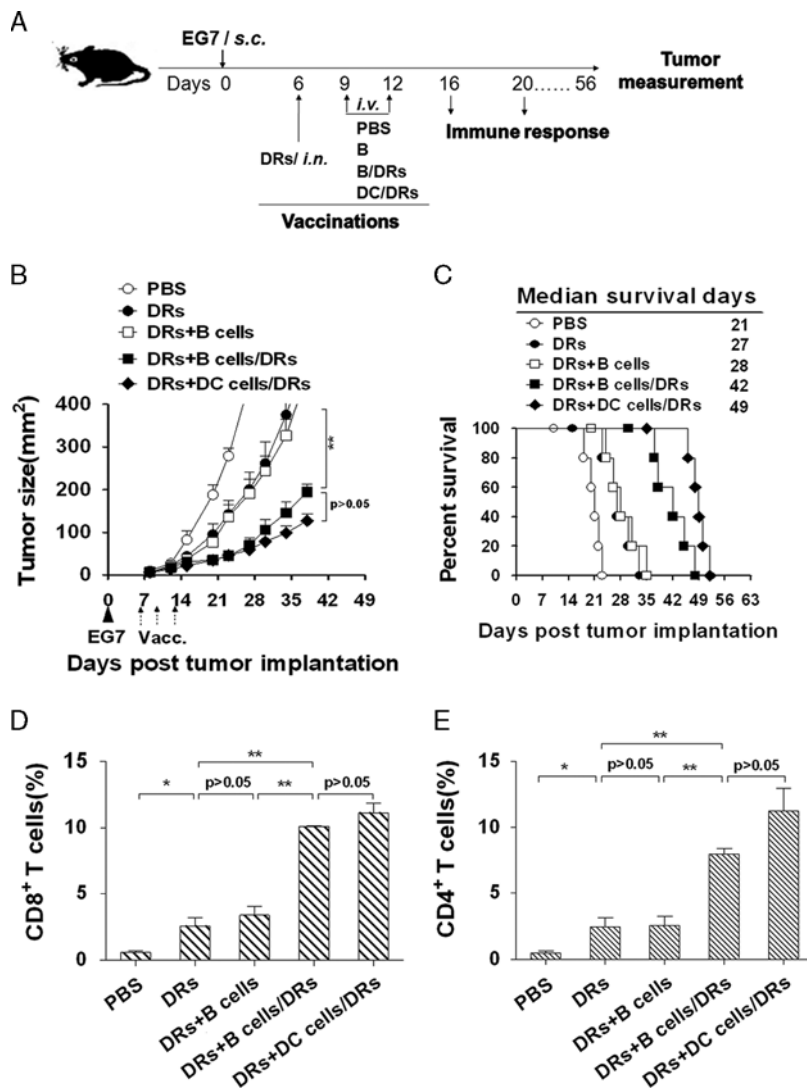 A
EG7 / s.c.
Days 0 6 9 12 16 20...... 56
Tumor
measurement
i.v.
DRs/ i.n.
PBS
B
B/DRs
DC/DRs
Immune response
Vaccinations
B
PBS
DRs
DRs+B cells
DRs+B cells/DRs
DRs+DC cells/DRs
Tumor size(mm²)
400
300
200
100
0
**
p>0.05
0 7 14 21 28 35 42 49
EG7 Vacc.
Days post tumor implantation
C
Median survival days
PBS 21
DRs 27
DRs+B cells 28
DRs+B cells/DRs 42
DRs+DC cells/DRs 49
Percent survival
100
80
60
40
20
0
0 7 14 21 28 35 42 49 56 63
Days post tumor implantation
D
CD8⁺ T cells(%)
15
10
5
0
**
* p>0.05 ** p>0.05
PBS
DRs
DRs+B cells
DRs+B cells/DRs
DRs+DC cells/DRs
E
CD4⁺ T cells(%)
15
10
5
0
**
* p>0.05 ** p>0.05
PBS
DRs
DRs+B cells
DRs+B cells/DRs
DRs+DC cells/DRs